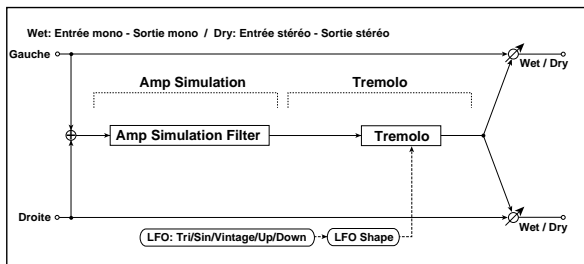 Wet: Entrée mono - Sortie mono / Dry: Entrée stéréo - Sortie stéréo
Gauche
Wet / Dry
Amp Simulation
Tremolo
Amp Simulation Filter
Tremolo
Droite
Wet / Dry
LFO: Tri/Sin/Vintage/Up/Down
LFO Shape